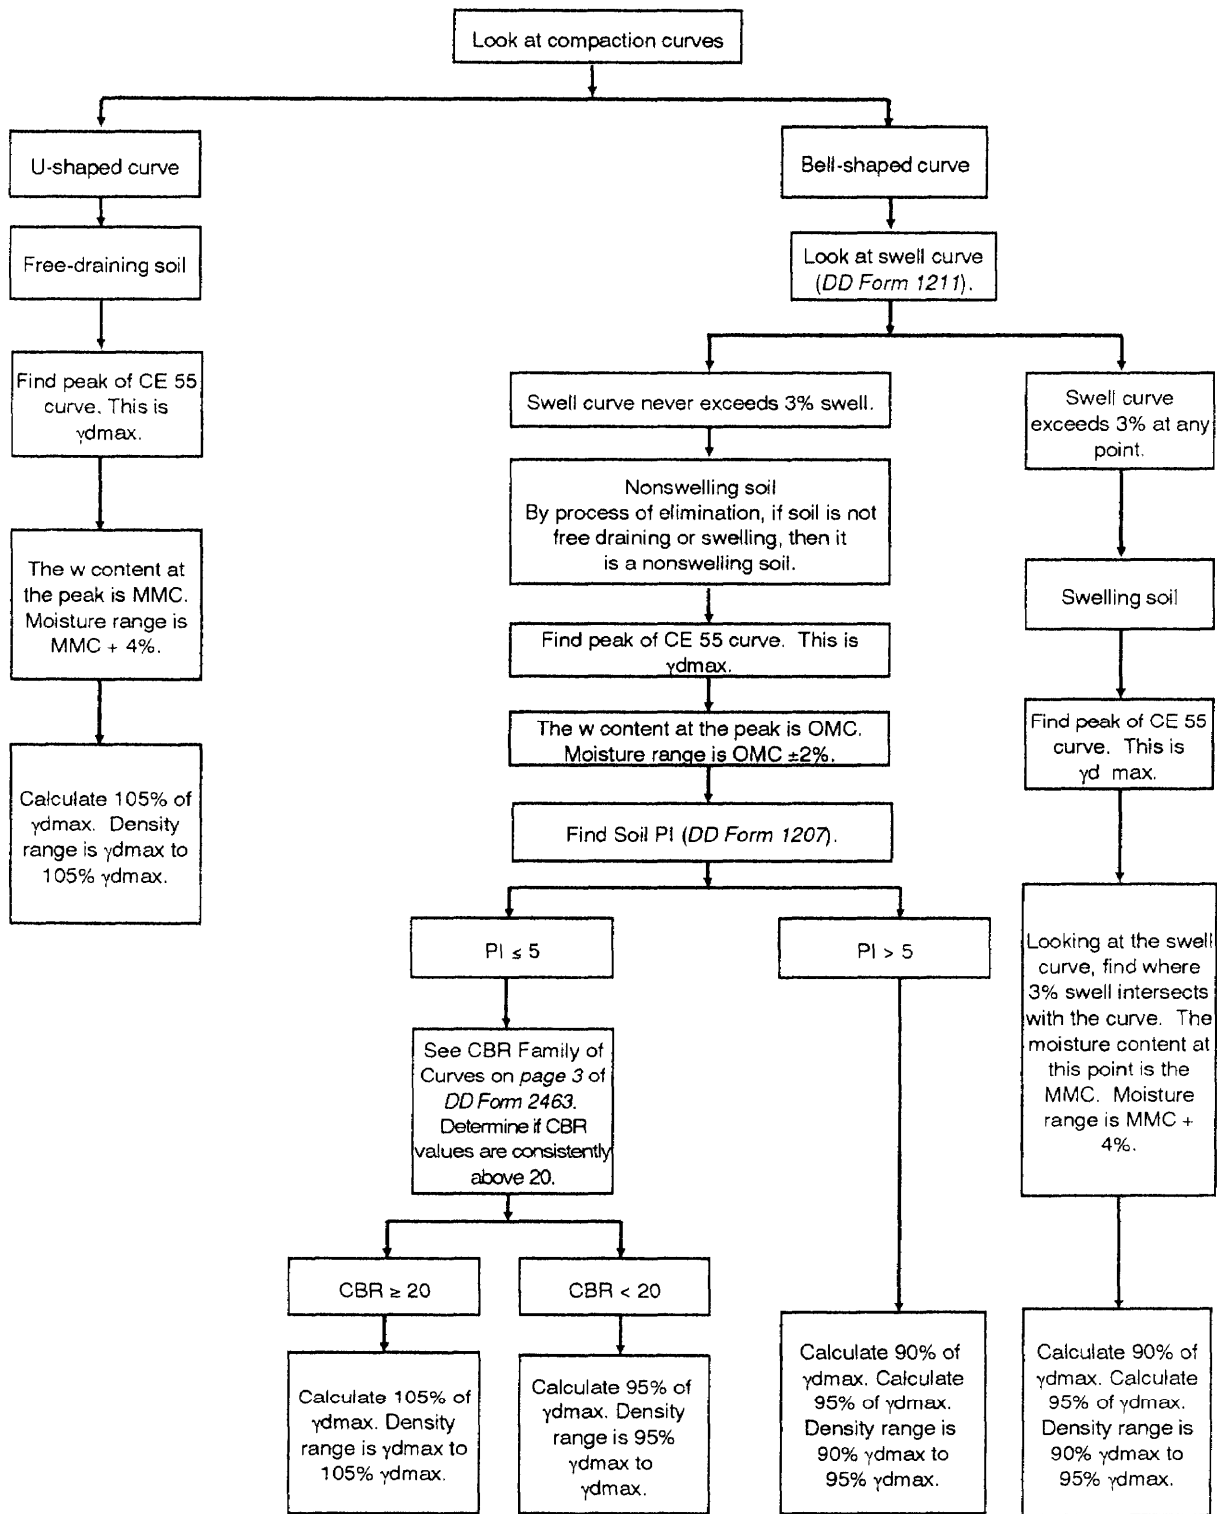 Look at compaction curves
U-shaped curve
Free-draining soil
Find peak of CE 55
curve. This is
γdmax.
The w content at
the peak is MMC.
Moisture range is
MMC + 4%.
Calculate 105% of
γdmax. Density
range is γdmax to
105% γdmax.
Bell-shaped curve
Look at swell curve
(DD Form 1211).
Swell curve never exceeds 3% swell.
Nonswelling soil
By process of elimination, if soil is not
free draining or swelling, then it
is a nonswelling soil.
Find peak of CE 55 curve. This is
γdmax.
The w content at the peak is OMC.
Moisture range is OMC ±2%.
Find Soil PI (DD Form 1207).
PI ≤ 5
See CBR Family of
Curves on page 3 of
DD Form 2463.
Determine if CBR
values are consistently
above 20.
CBR ≥ 20
Calculate 105% of
γdmax. Density
range is γdmax to
105% γdmax.
CBR < 20
Calculate 95% of
γdmax. Density
range is 95%
γdmax to
γdmax.
PI > 5
Calculate 90% of
γdmax. Calculate
95% of γdmax.
Density range is
90% γdmax to
95% γdmax.
Swell curve
exceeds 3% at any
point.
Swelling soil
Find peak of CE 55
curve. This is
γd max.
Looking at the swell
curve, find where
3% swell intersects
with the curve. The
moisture content at
this point is the
MMC. Moisture
range is MMC +
4%.
Calculate 90% of
γdmax. Calculate
95% of γdmax.
Density range is
90% γdmax to
95% γdmax.